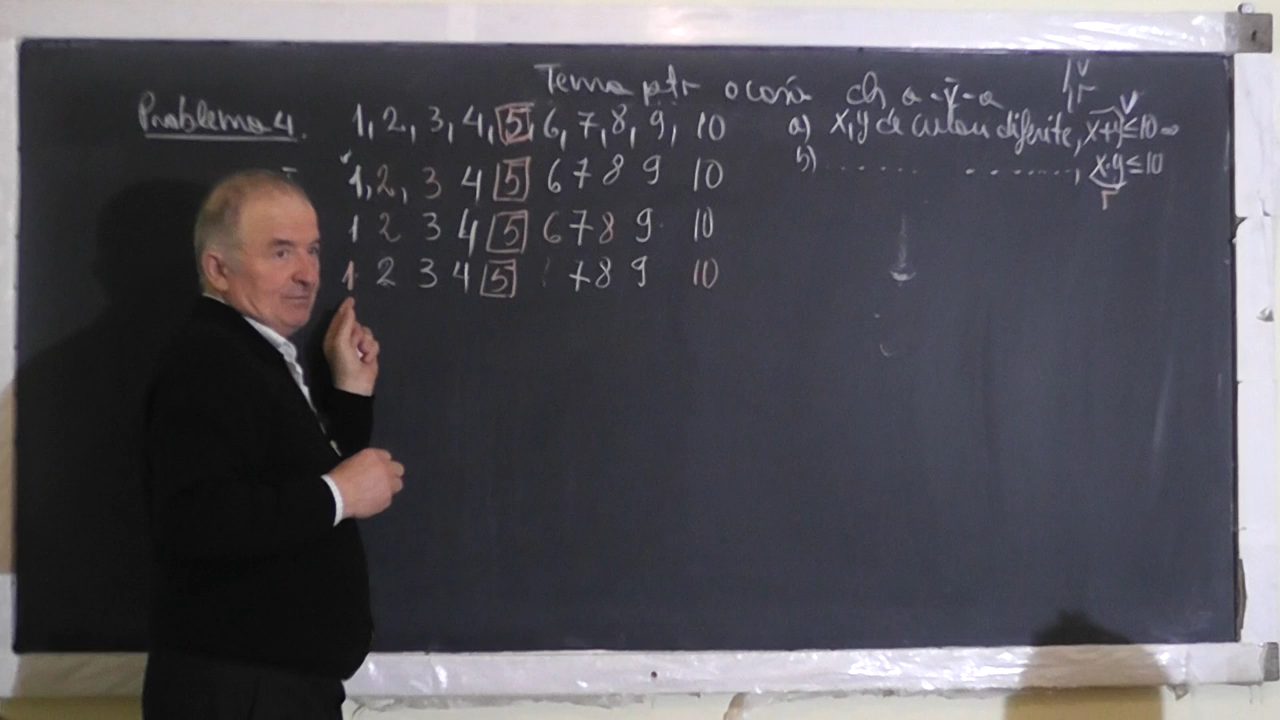 Tema ptr acasă
Problema 4. 1, 2, 3, 4, 5, 6, 7, 8, 9, 10 a) x, y de culori diferite, x+y ≤ 10
1, 2, 3 4 5 6 7 8 9 10 b) ..... ......., x·y ≤ 10
1 2 3 4 5 6 7 8 9 10
1 2 3 4 5 7 8 9 10